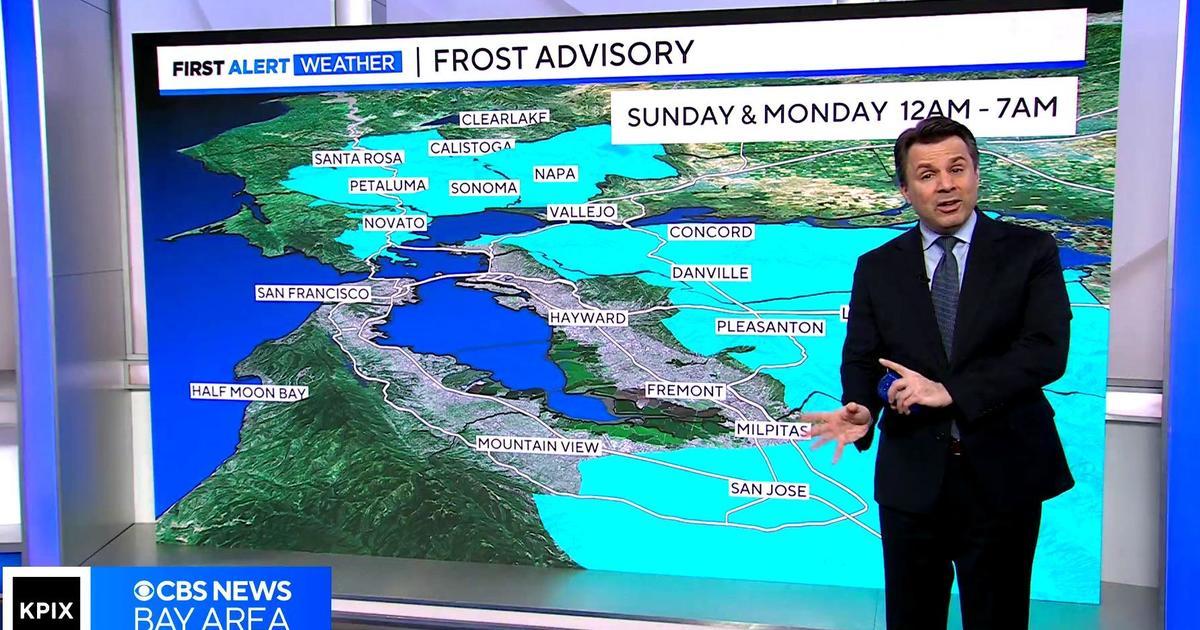 FIRST ALERT WEATHER | FROST ADVISORY
SUNDAY & MONDAY 12AM - 7AM
CLEARLAKE
CALISTOGA
SANTA ROSA
NAPA
PETALUMA
SONOMA
VALLEJO
NOVATO
CONCORD
DANVILLE
SAN FRANCISCO
HAYWARD
L
PLEASANTON
HALF MOON BAY
FREMONT
MILPITAS
MOUNTAIN VIEW
SAN JOSE
KPIX
CBS NEWS
BAY AREA